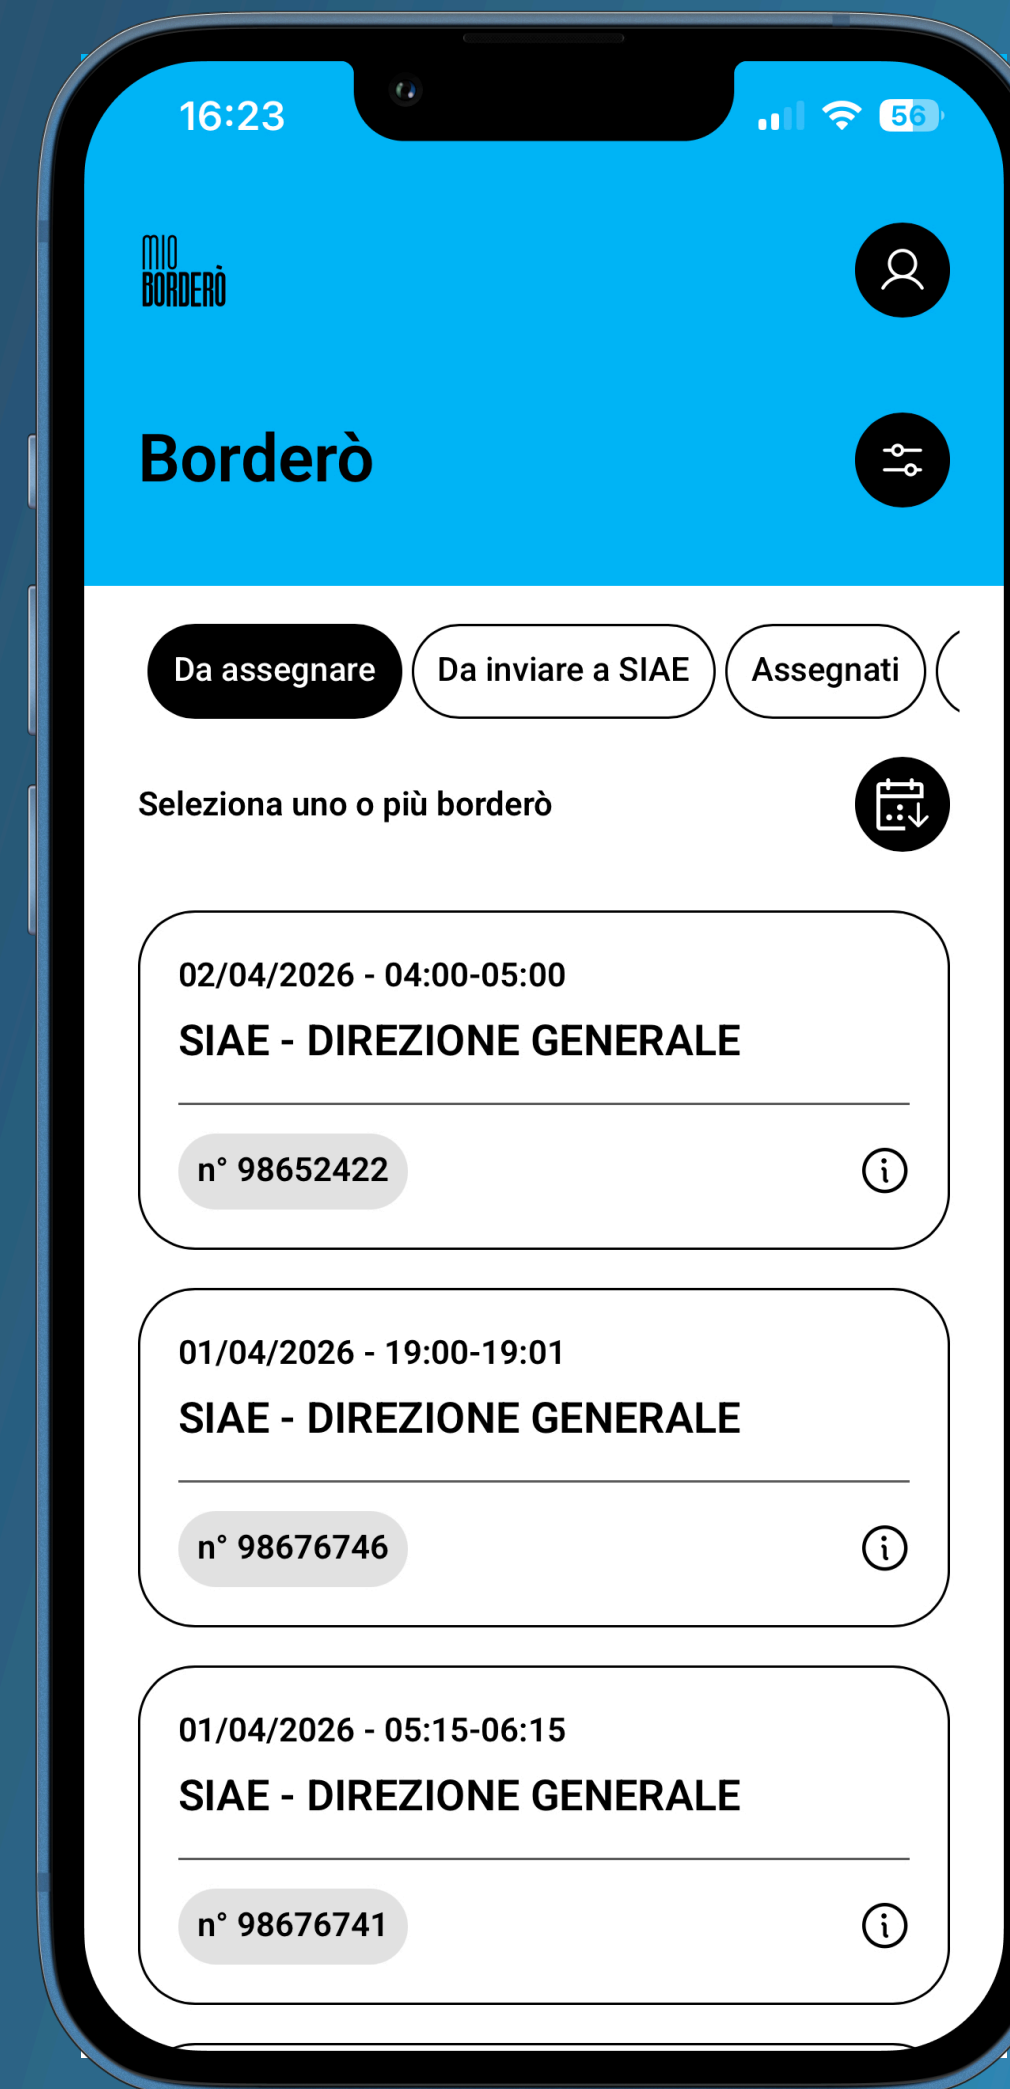 16:23
56
MIO
BORDERÒ
Borderò
Da assegnare
Da inviare a SIAE
Assegnati
Seleziona uno o più borderò
02/04/2026 - 04:00-05:00
SIAE - DIREZIONE GENERALE
n° 98652422
01/04/2026 - 19:00-19:01
SIAE - DIREZIONE GENERALE
n° 98676746
01/04/2026 - 05:15-06:15
SIAE - DIREZIONE GENERALE
n° 98676741